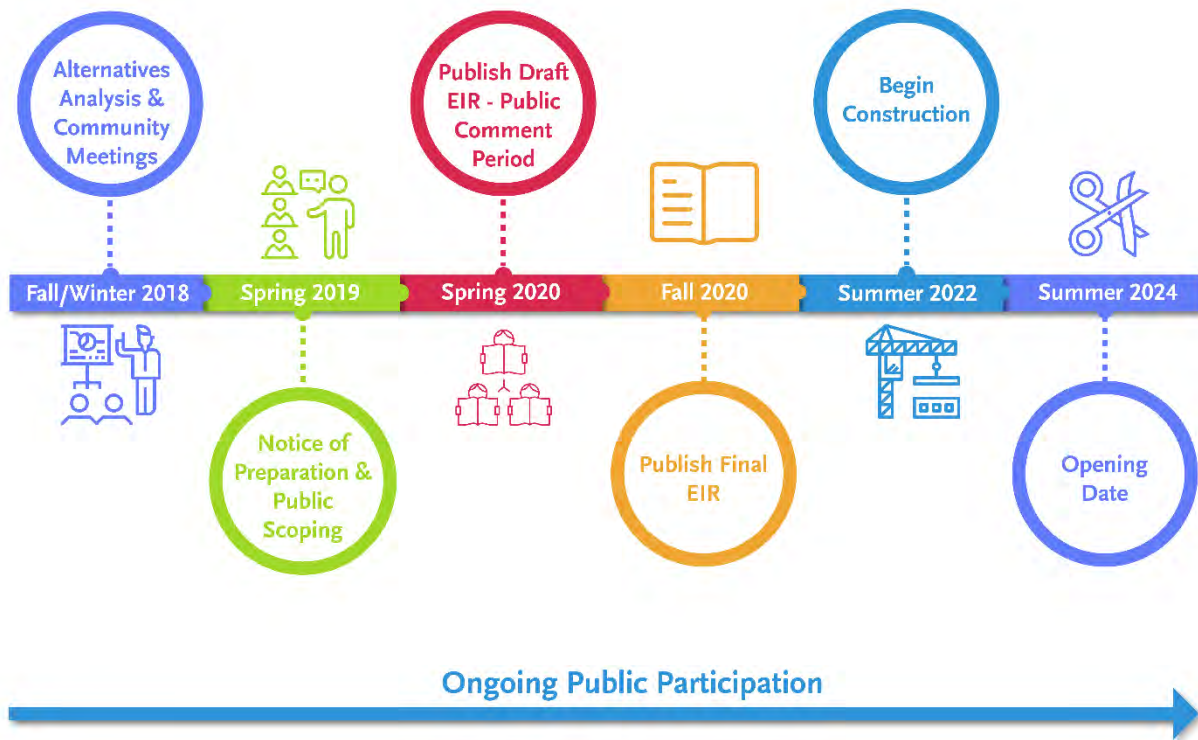 Alternatives
Analysis &
Community
Meetings
Publish Draft
EIR - Public
Comment
Period
Begin
Construction
Fall/Winter 2018
Spring 2019
Spring 2020
Fall 2020
Summer 2022
Summer 2024
Notice of
Preparation &
Public
Scoping
Publish Final
EIR
Opening
Date
Ongoing Public Participation